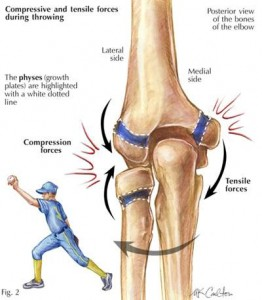 Compressive and tensile forces
during throwing
Posterior view
of the bones
of the elbow
Lateral
side
Medial
side
The physes (growth
plates) are highlighted
with a white dotted
line
Compression
forces
Tensile
forces
Fig. 2